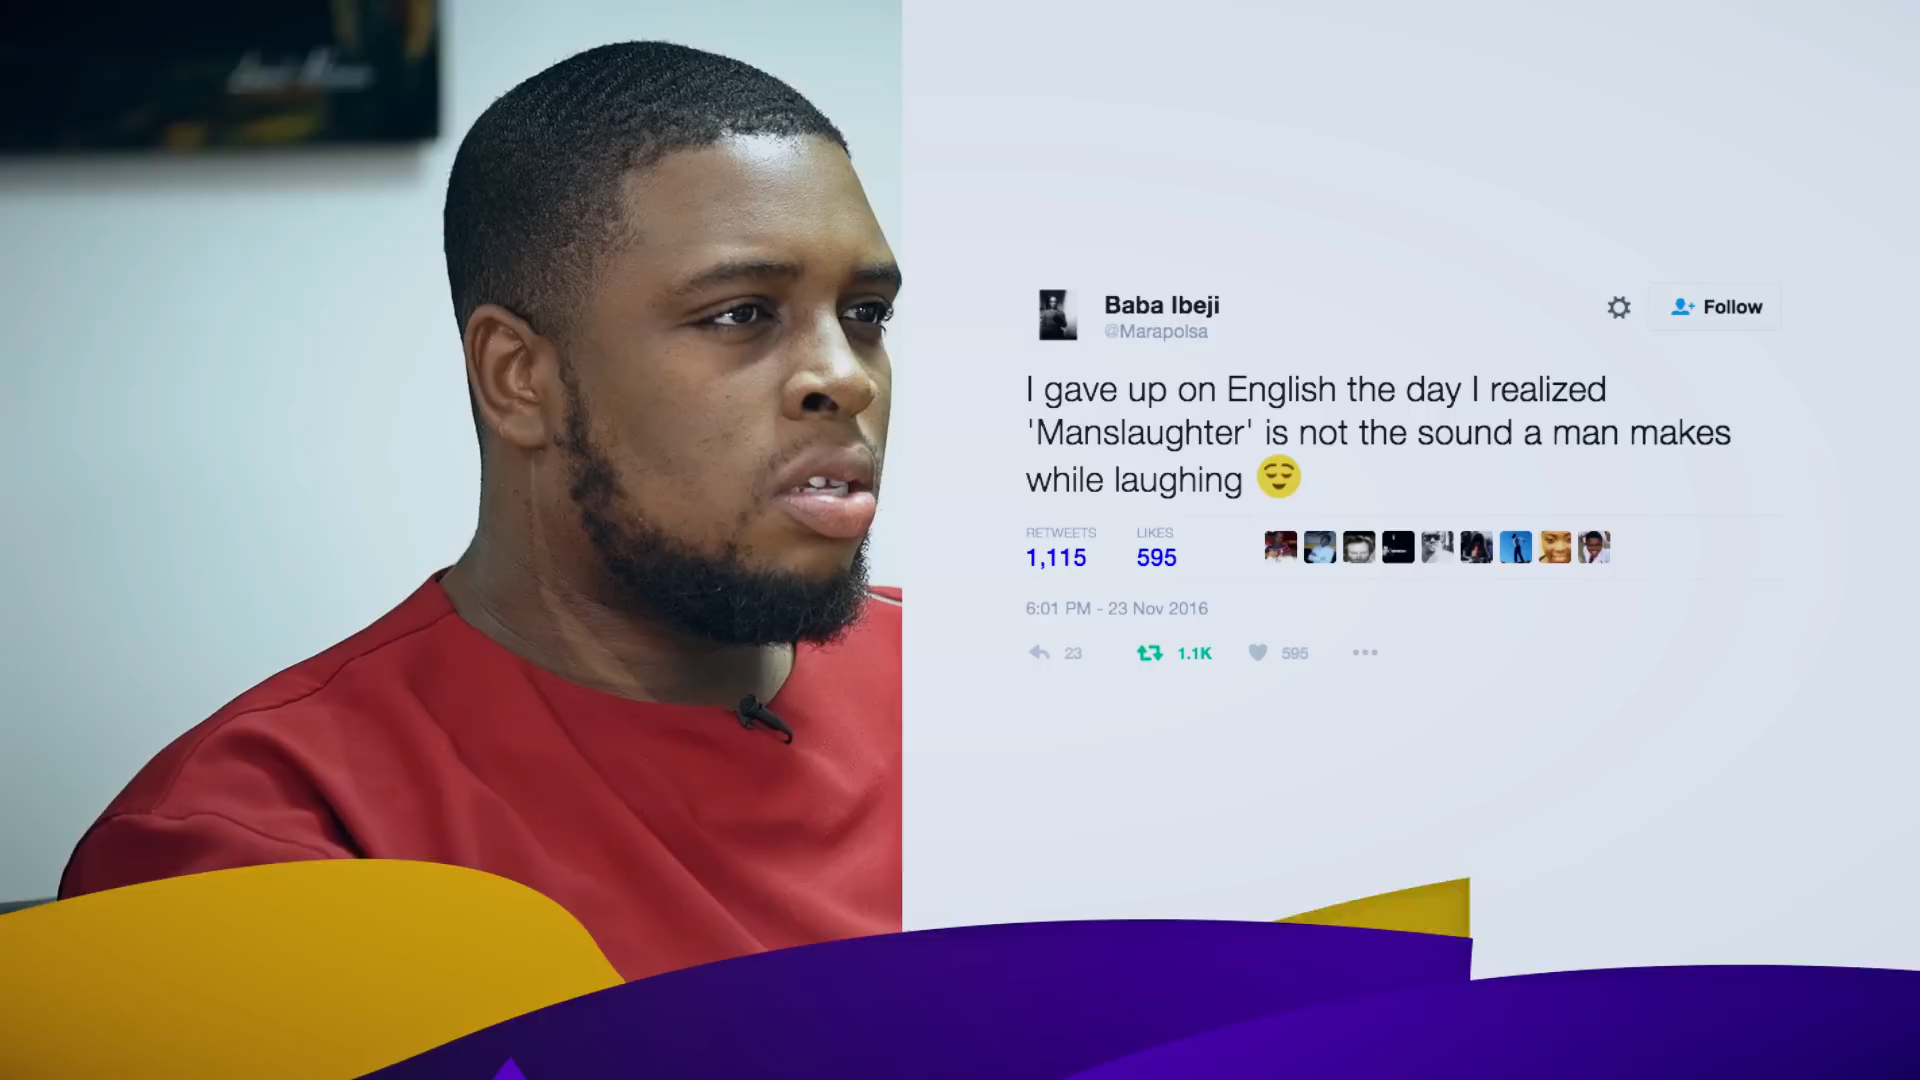 Baba Ibeji
@Marapolsa
Follow
I gave up on English the day I realized
'Manslaughter' is not the sound a man makes
while laughing 😌
RETWEETS LIKES
1,115 595
6:01 PM - 23 Nov 2016
23 1.1K 595